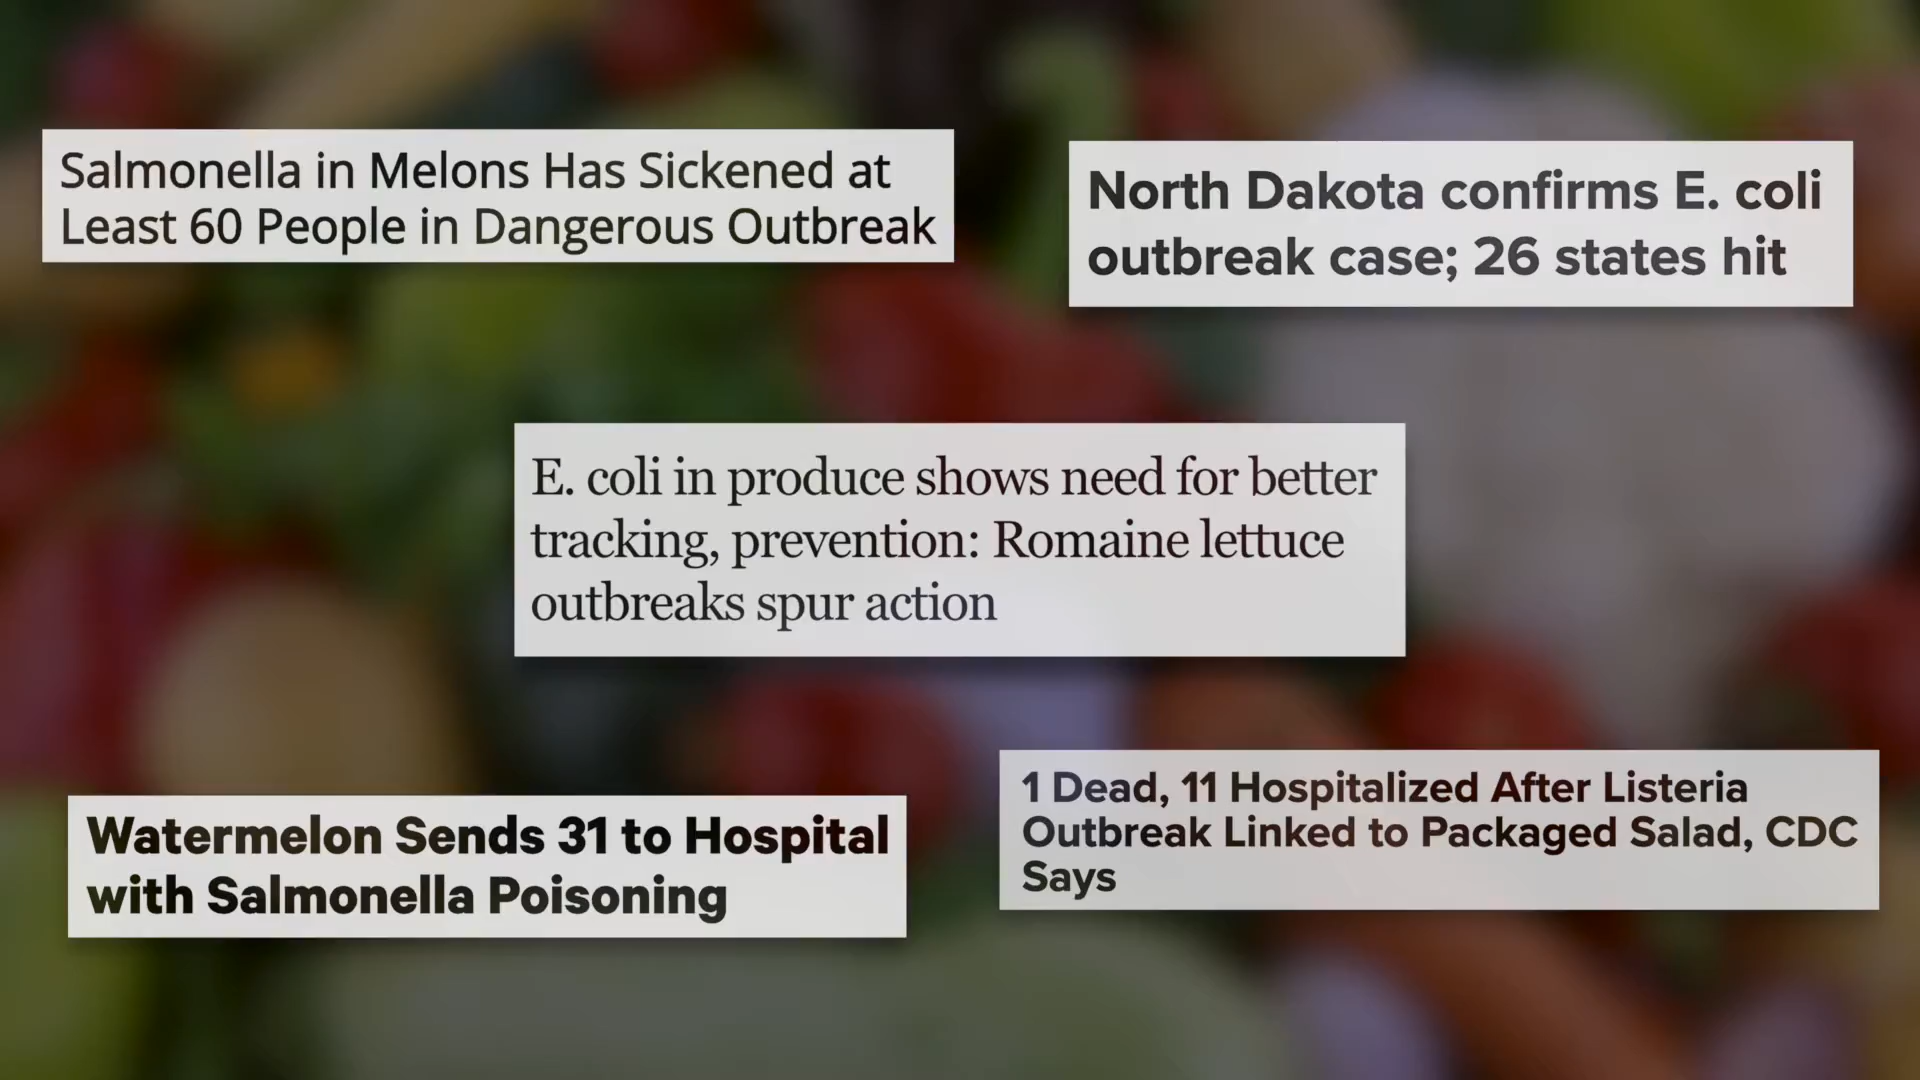 Salmonella in Melons Has Sickened at
Least 60 People in Dangerous Outbreak
North Dakota confirms E. coli
outbreak case; 26 states hit
E. coli in produce shows need for better
tracking, prevention: Romaine lettuce
outbreaks spur action
Watermelon Sends 31 to Hospital
with Salmonella Poisoning
1 Dead, 11 Hospitalized After Listeria
Outbreak Linked to Packaged Salad, CDC
Says